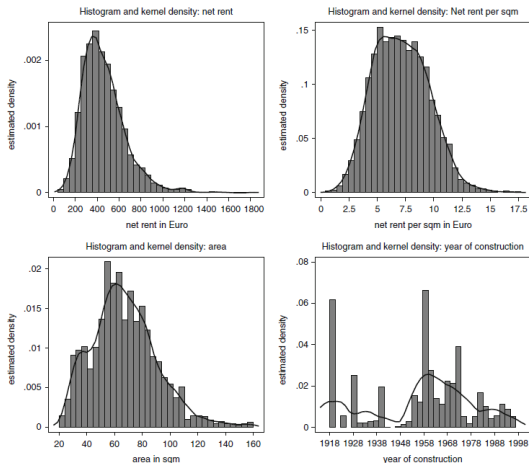 Histogram and kernel density: net rent
estimated density
.002
.001
0
0 200 400 600 800 1000 1200 1400 1600 1800
net rent in Euro
Histogram and kernel density: Net rent per sqm
estimated density
.15
.1
.05
0
0 2.5 5 7.5 10 12.5 15 17.5
net rent per sqm in Euro
Histogram and kernel density: area
estimated density
.02
.015
.01
.005
0
20 40 60 80 100 120 140 160
area in sqm
Histogram and kernel density: year of construction
estimated density
.08
.06
.04
.02
0
1918 1928 1938 1948 1958 1968 1978 1988 1998
year of construction